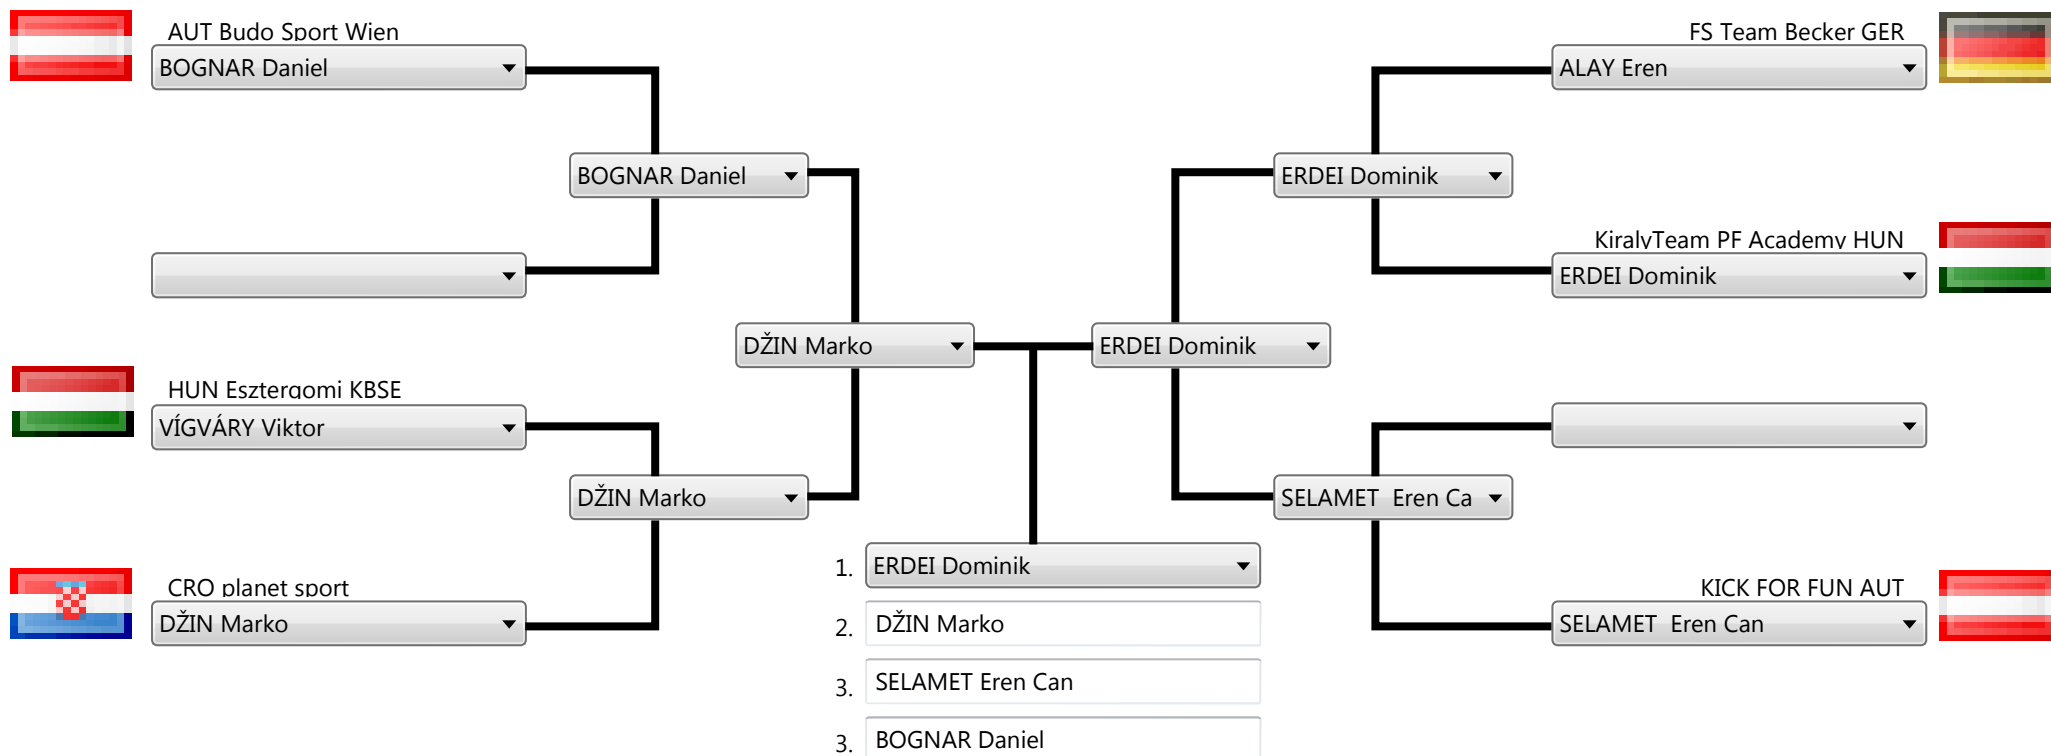 AUT Budo Sport Wien
BOGNAR Daniel
FS Team Becker GER
ALAY Eren
BOGNAR Daniel
ERDEI Dominik
KiralyTeam PF Academy HUN
ERDEI Dominik
DŽIN Marko
ERDEI Dominik
HUN Esztergomi KBSE
VÍGVÁRY Viktor
DŽIN Marko
SELAMET  Eren Ca
CRO planet sport
DŽIN Marko
KICK FOR FUN AUT
SELAMET  Eren Can
1. ERDEI Dominik
2. DŽIN Marko
3. SELAMET Eren Can
3. BOGNAR Daniel